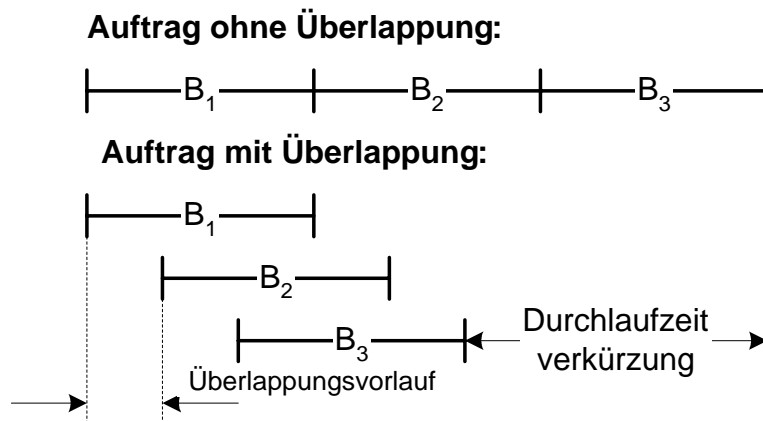 Auftrag ohne Überlappung:
B₁ B₂ B₃
Auftrag mit Überlappung:
B₁
B₂
B₃
Durchlaufzeit
verkürzung
Überlappungsvorlauf